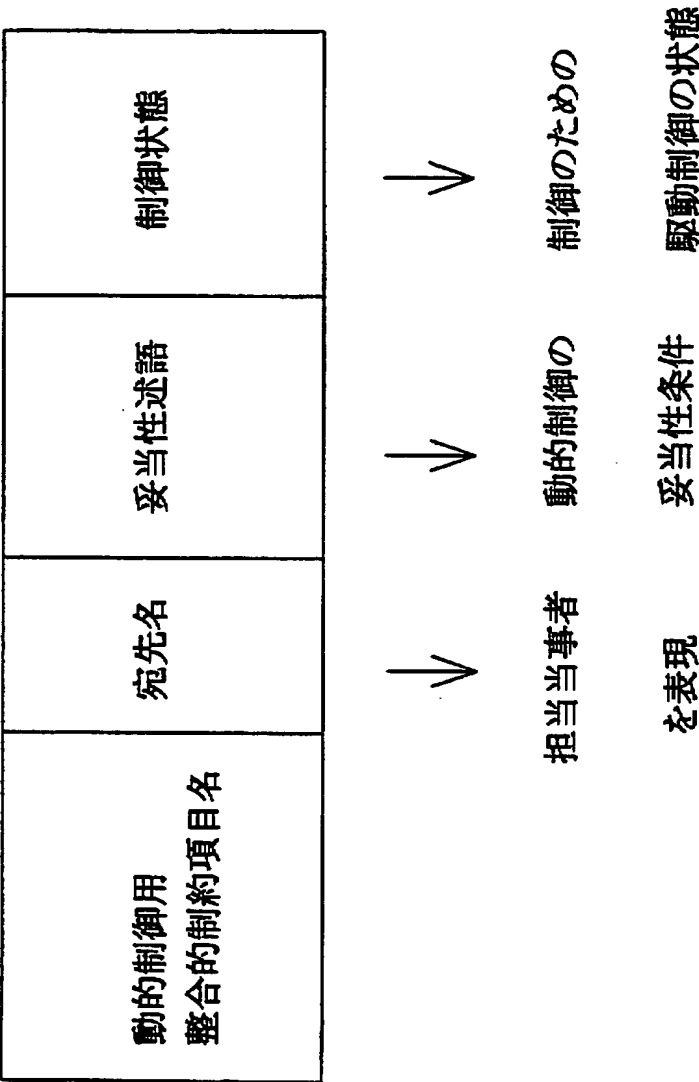 動的制御用
整合的制約項目名
宛先名
妥当性述語
制御状態
担当当事者
を表現
動的制御の
妥当性条件
制御のための
駆動制御の状態